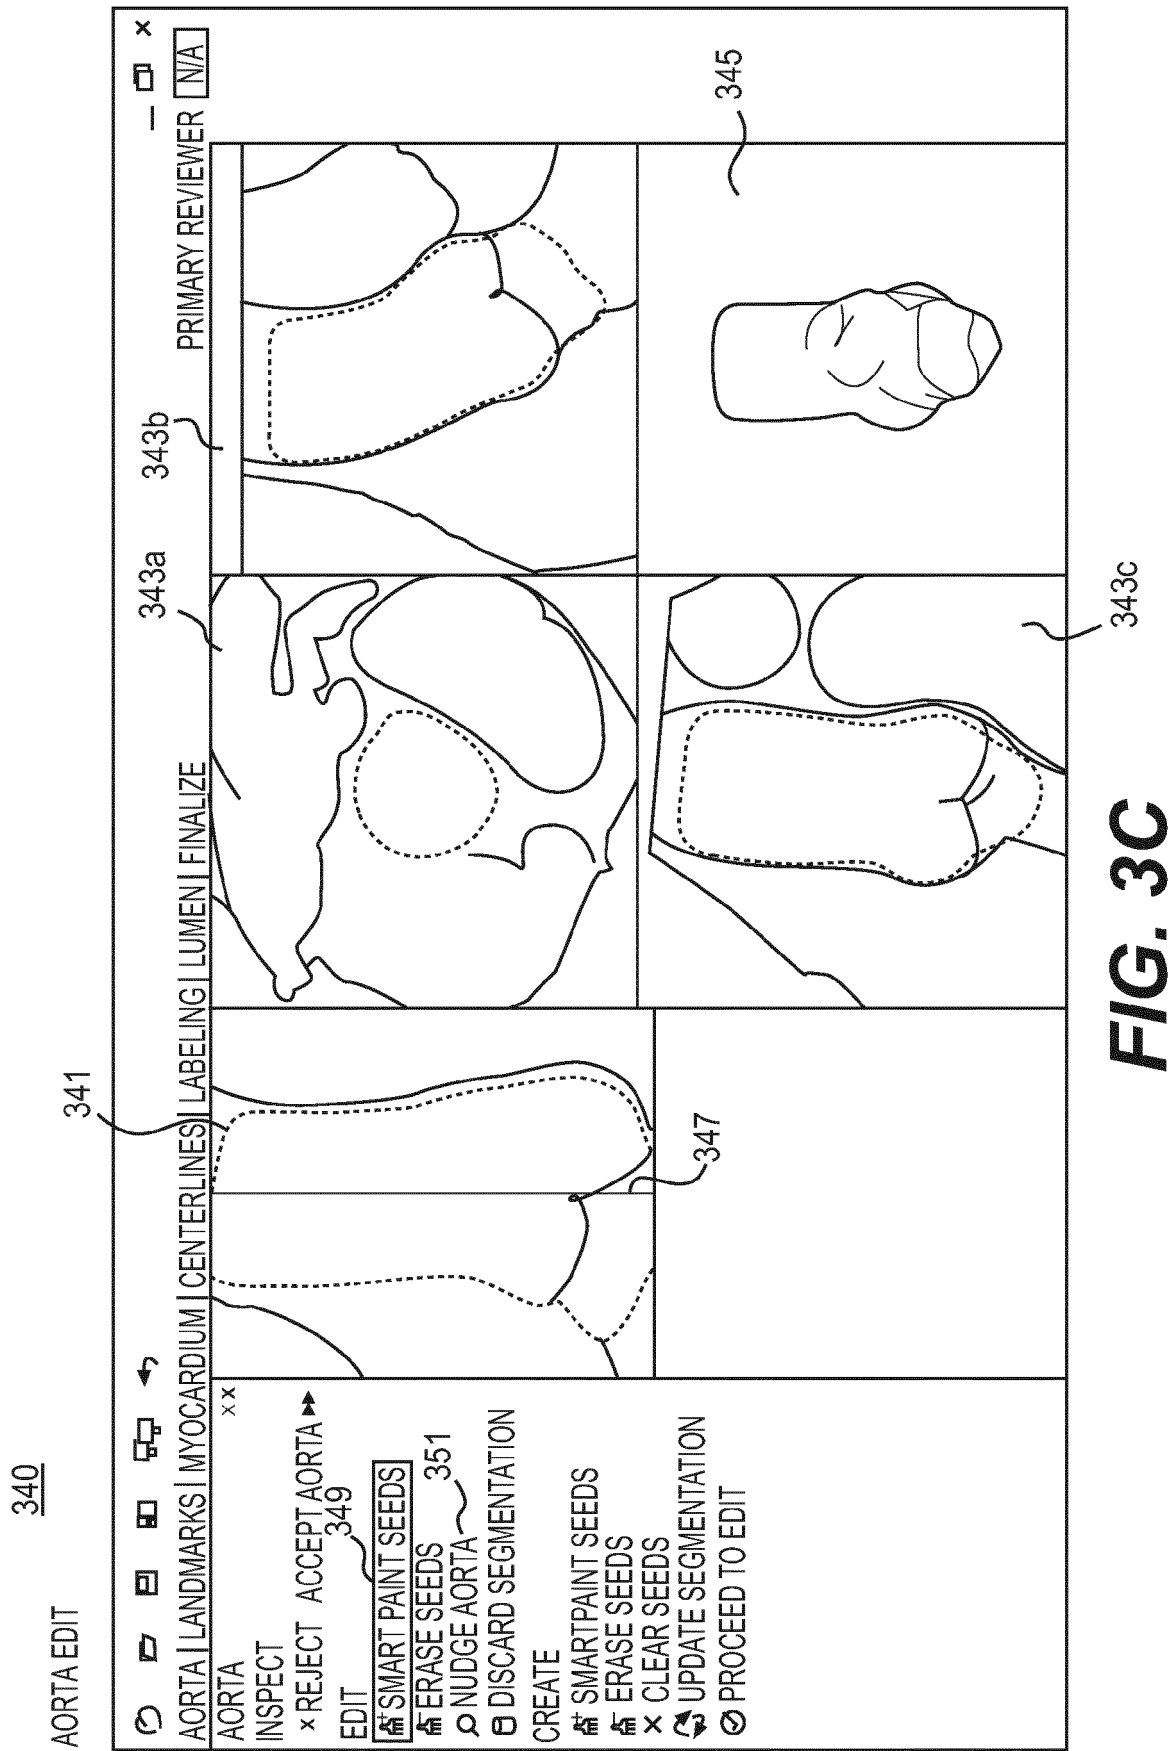 340
AORTA EDIT
PRIMARY REVIEWER N/A
AORTA | LANDMARKS | MYOCARDIUM | CENTERLINES | LABELING | LUMEN | FINALIZE
AORTA
x x
INSPECT
x REJECT ACCEPT AORTA
EDIT
349
SMART PAINT SEEDS
ERASE SEEDS
NUDGE AORTA
351
DISCARD SEGMENTATION
CREATE
SMARTPAINT SEEDS
ERASE SEEDS
X CLEAR SEEDS
UPDATE SEGMENTATION
PROCEED TO EDIT
341
347
343a
343b
343c
345
FIG. 3C